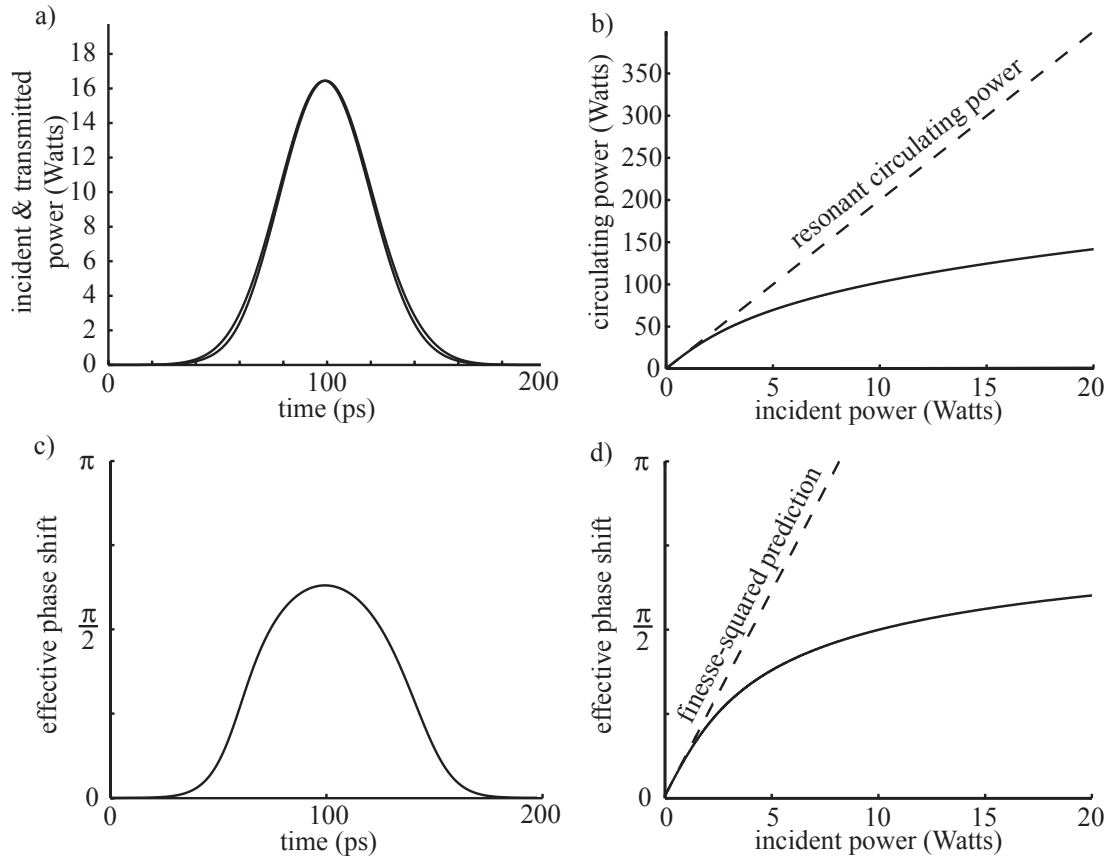 a)
incident & transmitted
power (Watts)
18
16
14
12
10
8
6
4
2
0
0
100
200
time (ps)
b)
circulating power (Watts)
350
300
250
200
150
100
50
0
resonant circulating power
0
5
10
15
20
incident power (Watts)
c)
effective phase shift
π
π
2
0
0
100
200
time (ps)
d)
effective phase shift
π
π
2
0
finesse-squared prediction
0
5
10
15
20
incident power (Watts)